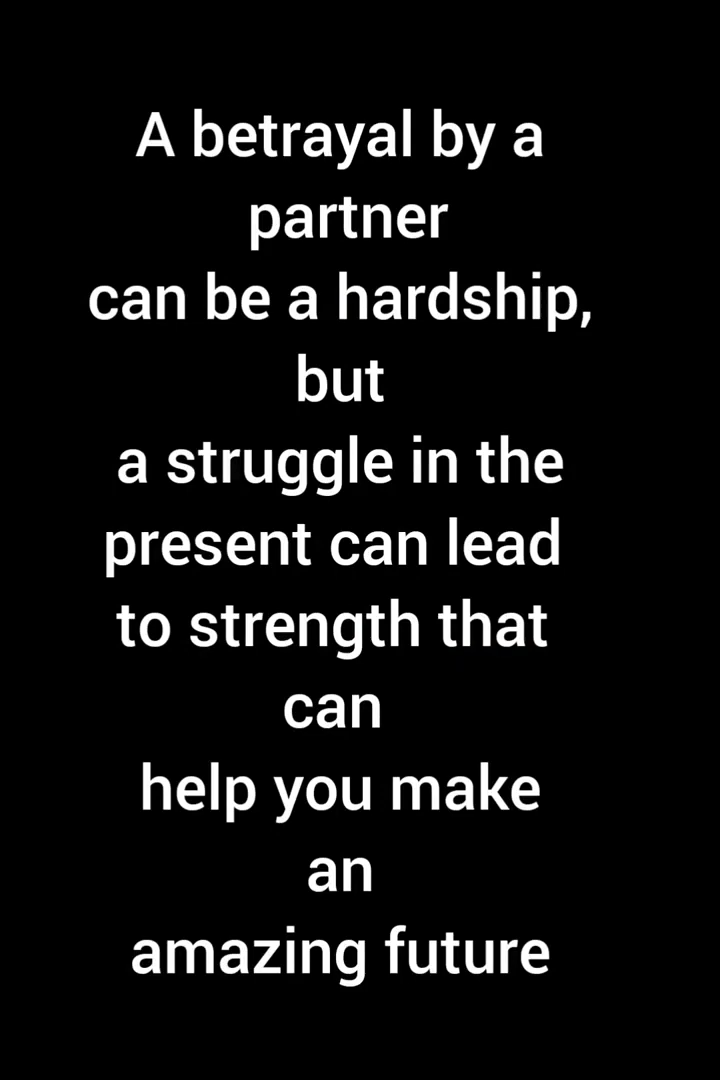 A betrayal by a
partner
can be a hardship,
but
a struggle in the
present can lead
to strength that
can
help you make
an
amazing future